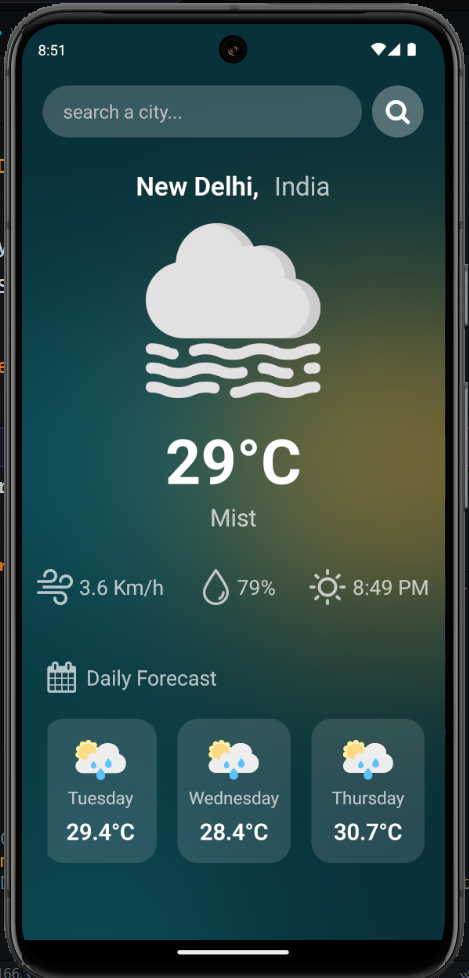 8:51
search a city...
New Delhi, India
29°C
Mist
3.6 Km/h 79% 8:49 PM
Daily Forecast
Tuesday Wednesday Thursday
29.4°C 28.4°C 30.7°C